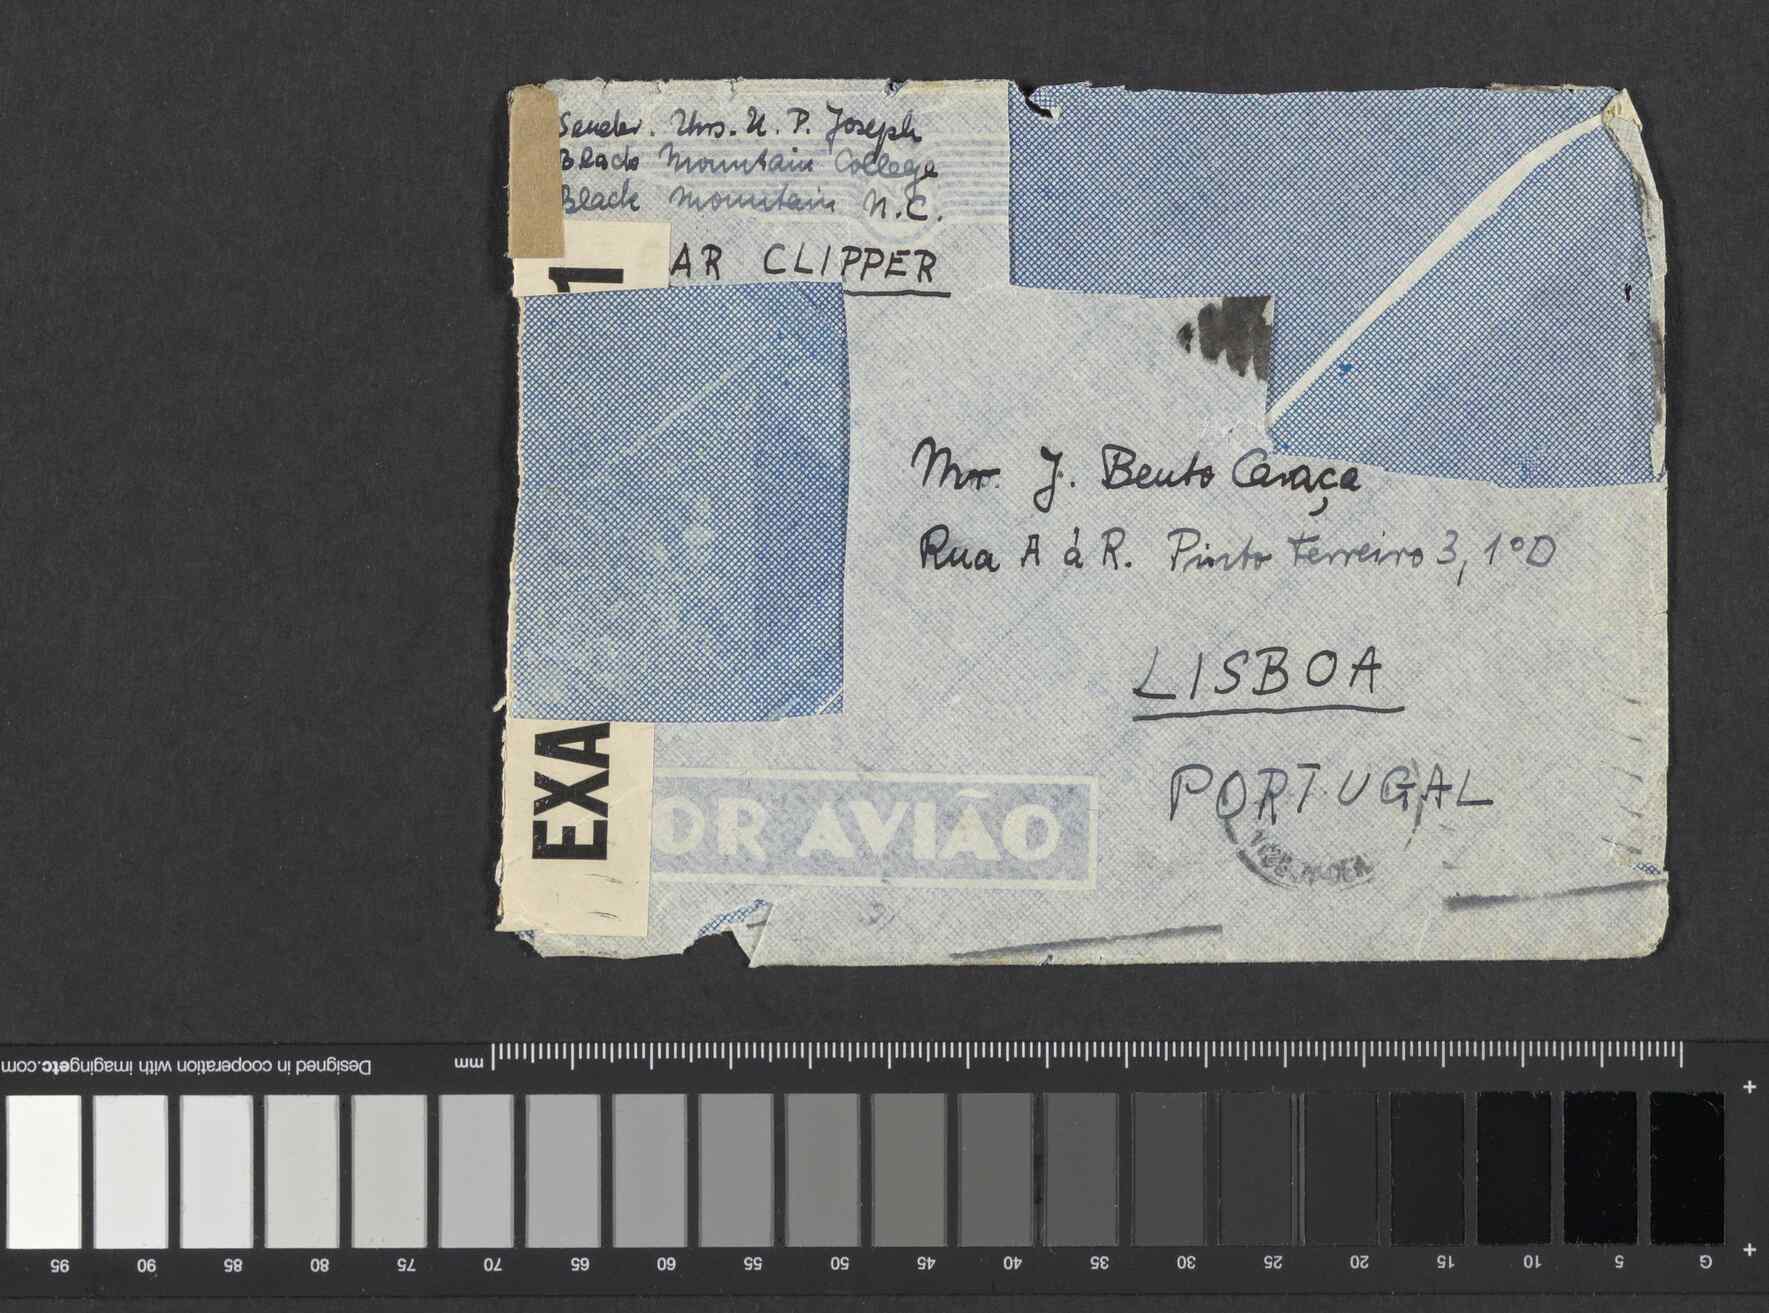 Sender. Mrs. N. P. Joseph
Black Mountain College
Black Mountain N.C.
AR CLIPPER
1
Mr. J. Bento Caraça
Rua A à R. Pinto Ferreiro 3, 1ºD
LISBOA
PORTUGAL
EXA
OR AVIÃO
Designed in cooperation with imagingetc.com
mm
95 90 85 80 75 70 65 60 55 50 45 40 35 30 25 20 15 10 5 G